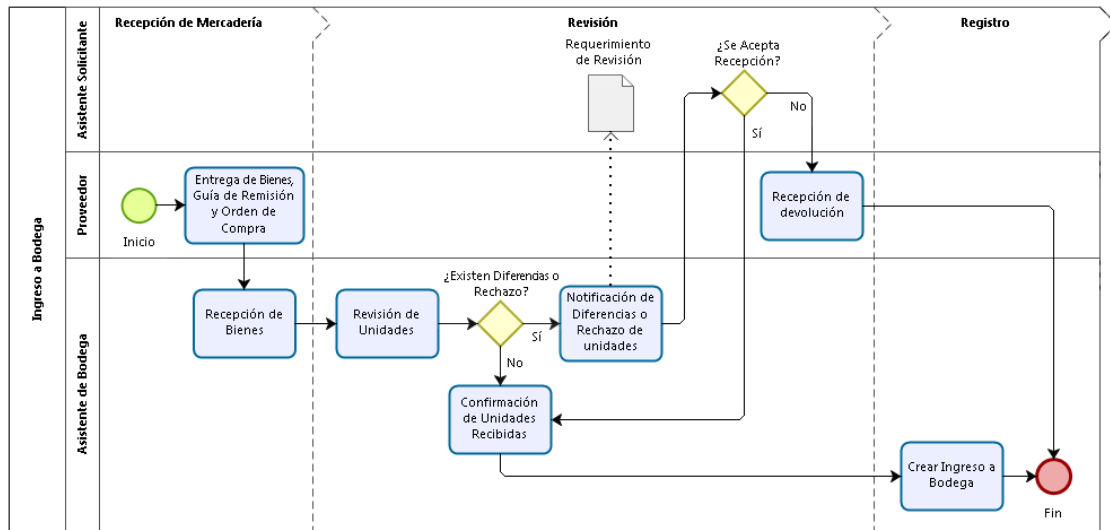 Recepción de Mercadería
Revisión
Registro
Ingreso a Bodega
Asistente Solicitante
Requerimiento
de Revisión
¿Se Acepta
Recepción?
No
Sí
Proveedor
Inicio
Entrega de Bienes,
Guía de Remisión
y Orden de
Compra
Recepción de
devolución
Asistente de Bodega
Recepción de
Bienes
Revisión de
Unidades
¿Existen Diferencias o
Rechazo?
Sí
No
Notificación de
Diferencias o
Rechazo de
unidades
Confirmación
de Unidades
Recibidas
Crear Ingreso a
Bodega
Fin